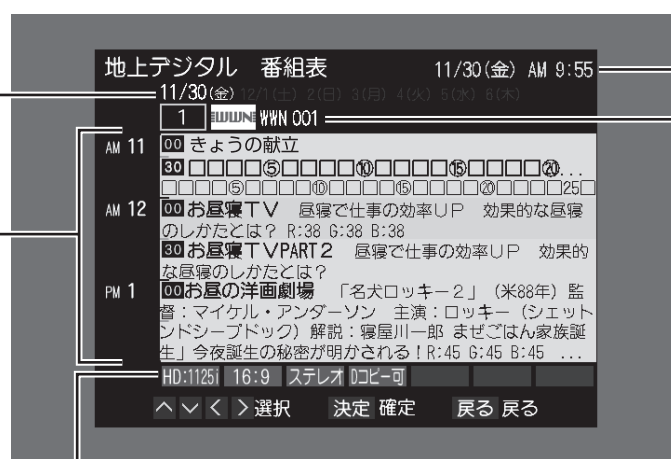 地上デジタル 番組表 11/30(金) AM 9:55
11/30(金) 12/1(土) 2(日) 3(月) 4(火) 5(水) 6(木)
1 WWN WWN 001
AM 11 00 きょうの献立
30 □□□□⑤□□□□⑩□□□□⑮□□□□⑳...
□□□□⑤□□□□⑩□□□□⑮□□□□⑳□□□□25□
AM 12 00 お昼寝TV 昼寝で仕事の効率UP 効果的な昼寝
のしかたとは? R:38 G:38 B:38
30 お昼寝TVPART2 昼寝で仕事の効率UP 効果的
な昼寝のしかたとは?
PM 1 00 お昼の洋画劇場 「名犬ロッキー2」(米88年) 監
督:マイケル・アンダーソン 主演:ロッキー(シェット
ンドシープドック) 解説:寝屋川一郎 まぜごはん家族誕
生」今夜誕生の秘密が明かされる!R:45 G:45 B:45 ...
HD:1125i 16:9 ステレオ Dコピー可
∧∨<>選択 決定 確定 戻る 戻る